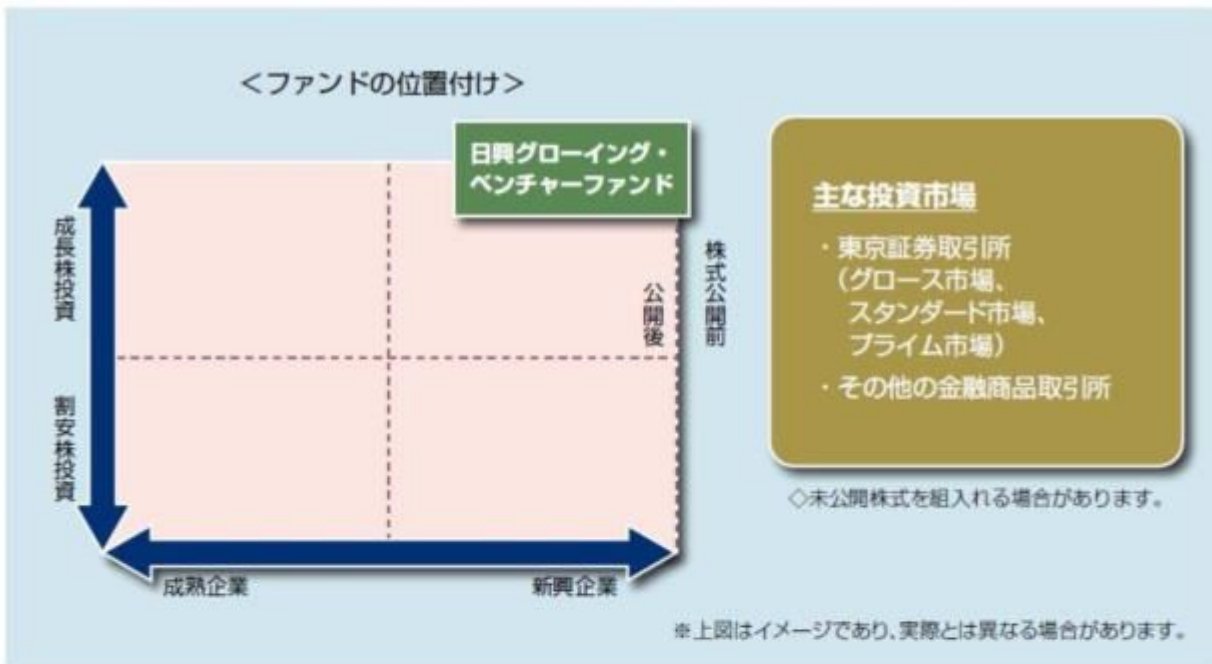 ＜ファンドの位置付け＞
日興グローイング・
ベンチャーファンド
成長株投資
割安株投資
公開後
株式公開前
成熟企業
新興企業
主な投資市場
・東京証券取引所
（グロース市場、
スタンダード市場、
プライム市場）
・その他の金融商品取引所
◇未公開株式を組入れる場合があります。
※上図はイメージであり、実際とは異なる場合があります。